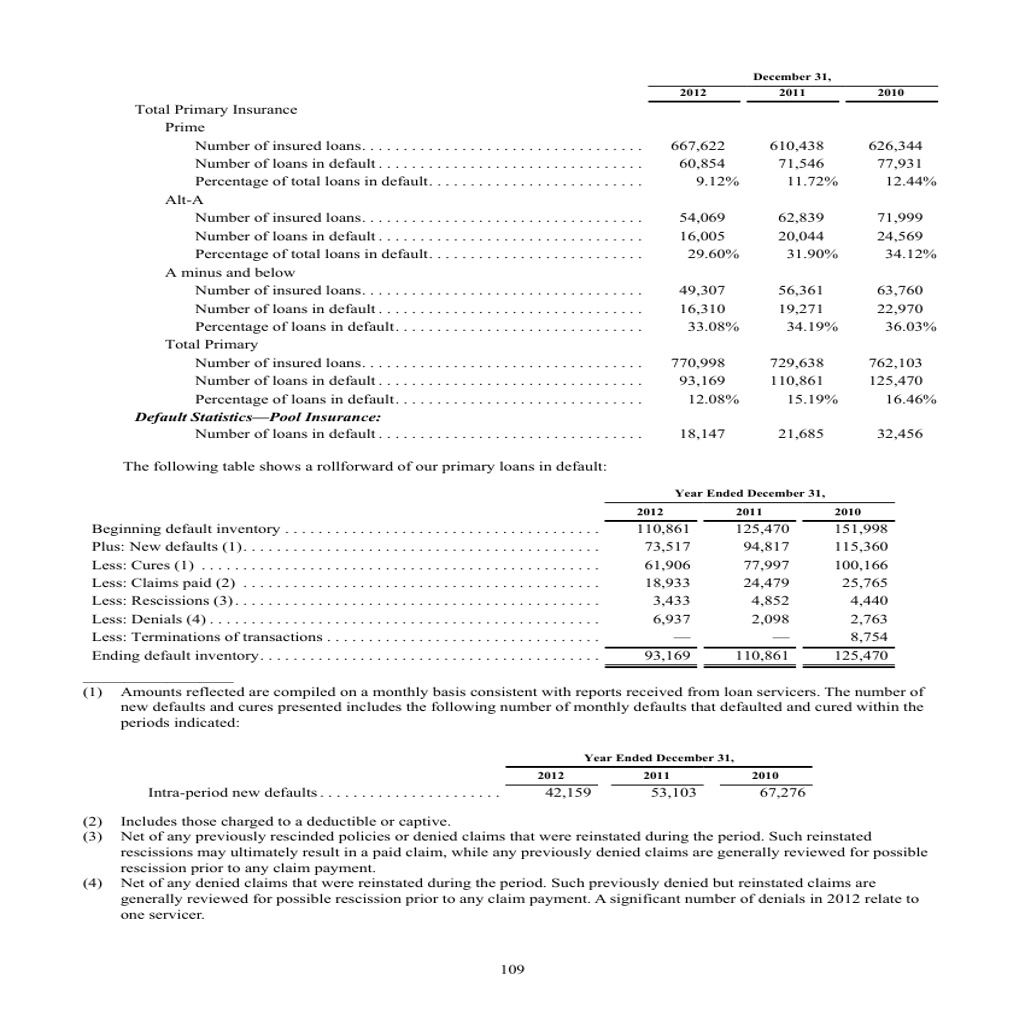 December 31,
2012 2011 2010
Total Primary Insurance
Prime
Number of insured loans. . . . . . . . . . . . . . . . . . . . . . . . . . . . . . . . . . 667,622 610,438 626,344
Number of loans in default . . . . . . . . . . . . . . . . . . . . . . . . . . . . . . . . 60,854 71,546 77,931
Percentage of total loans in default. . . . . . . . . . . . . . . . . . . . . . . . . . 9.12% 11.72% 12.44%
Alt-A
Number of insured loans. . . . . . . . . . . . . . . . . . . . . . . . . . . . . . . . . . 54,069 62,839 71,999
Number of loans in default . . . . . . . . . . . . . . . . . . . . . . . . . . . . . . . . 16,005 20,044 24,569
Percentage of total loans in default. . . . . . . . . . . . . . . . . . . . . . . . . . 29.60% 31.90% 34.12%
A minus and below
Number of insured loans. . . . . . . . . . . . . . . . . . . . . . . . . . . . . . . . . . 49,307 56,361 63,760
Number of loans in default . . . . . . . . . . . . . . . . . . . . . . . . . . . . . . . . 16,310 19,271 22,970
Percentage of loans in default. . . . . . . . . . . . . . . . . . . . . . . . . . . . . . 33.08% 34.19% 36.03%
Total Primary
Number of insured loans. . . . . . . . . . . . . . . . . . . . . . . . . . . . . . . . . . 770,998 729,638 762,103
Number of loans in default . . . . . . . . . . . . . . . . . . . . . . . . . . . . . . . . 93,169 110,861 125,470
Percentage of loans in default. . . . . . . . . . . . . . . . . . . . . . . . . . . . . . 12.08% 15.19% 16.46%
Default Statistics—Pool Insurance:
Number of loans in default . . . . . . . . . . . . . . . . . . . . . . . . . . . . . . . . 18,147 21,685 32,456
The following table shows a rollforward of our primary loans in default:
Year Ended December 31,
2012 2011 2010
Beginning default inventory . . . . . . . . . . . . . . . . . . . . . . . . . . . . . . . . . . . . . . 110,861 125,470 151,998
Plus: New defaults (1). . . . . . . . . . . . . . . . . . . . . . . . . . . . . . . . . . . . . . . . . . . 73,517 94,817 115,360
Less: Cures (1) . . . . . . . . . . . . . . . . . . . . . . . . . . . . . . . . . . . . . . . . . . . . . . . . 61,906 77,997 100,166
Less: Claims paid (2) . . . . . . . . . . . . . . . . . . . . . . . . . . . . . . . . . . . . . . . . . . . 18,933 24,479 25,765
Less: Rescissions (3) . . . . . . . . . . . . . . . . . . . . . . . . . . . . . . . . . . . . . . . . . . . . 3,433 4,852 4,440
Less: Denials (4) . . . . . . . . . . . . . . . . . . . . . . . . . . . . . . . . . . . . . . . . . . . . . . . 6,937 2,098 2,763
Less: Terminations of transactions . . . . . . . . . . . . . . . . . . . . . . . . . . . . . . . . . — — 8,754
Ending default inventory. . . . . . . . . . . . . . . . . . . . . . . . . . . . . . . . . . . . . . . . . 93,169 110,861 125,470
(1) Amounts reflected are compiled on a monthly basis consistent with reports received from loan servicers. The number of
new defaults and cures presented includes the following number of monthly defaults that defaulted and cured within the
periods indicated:
Year Ended December 31,
2012 2011 2010
Intra-period new defaults . . . . . . . . . . . . . . . . . . . . . . 42,159 53,103 67,276
(2) Includes those charged to a deductible or captive.
(3) Net of any previously rescinded policies or denied claims that were reinstated during the period. Such reinstated
rescissions may ultimately result in a paid claim, while any previously denied claims are generally reviewed for possible
rescission prior to any claim payment.
(4) Net of any denied claims that were reinstated during the period. Such previously denied but reinstated claims are
generally reviewed for possible rescission prior to any claim payment. A significant number of denials in 2012 relate to
one servicer.
109